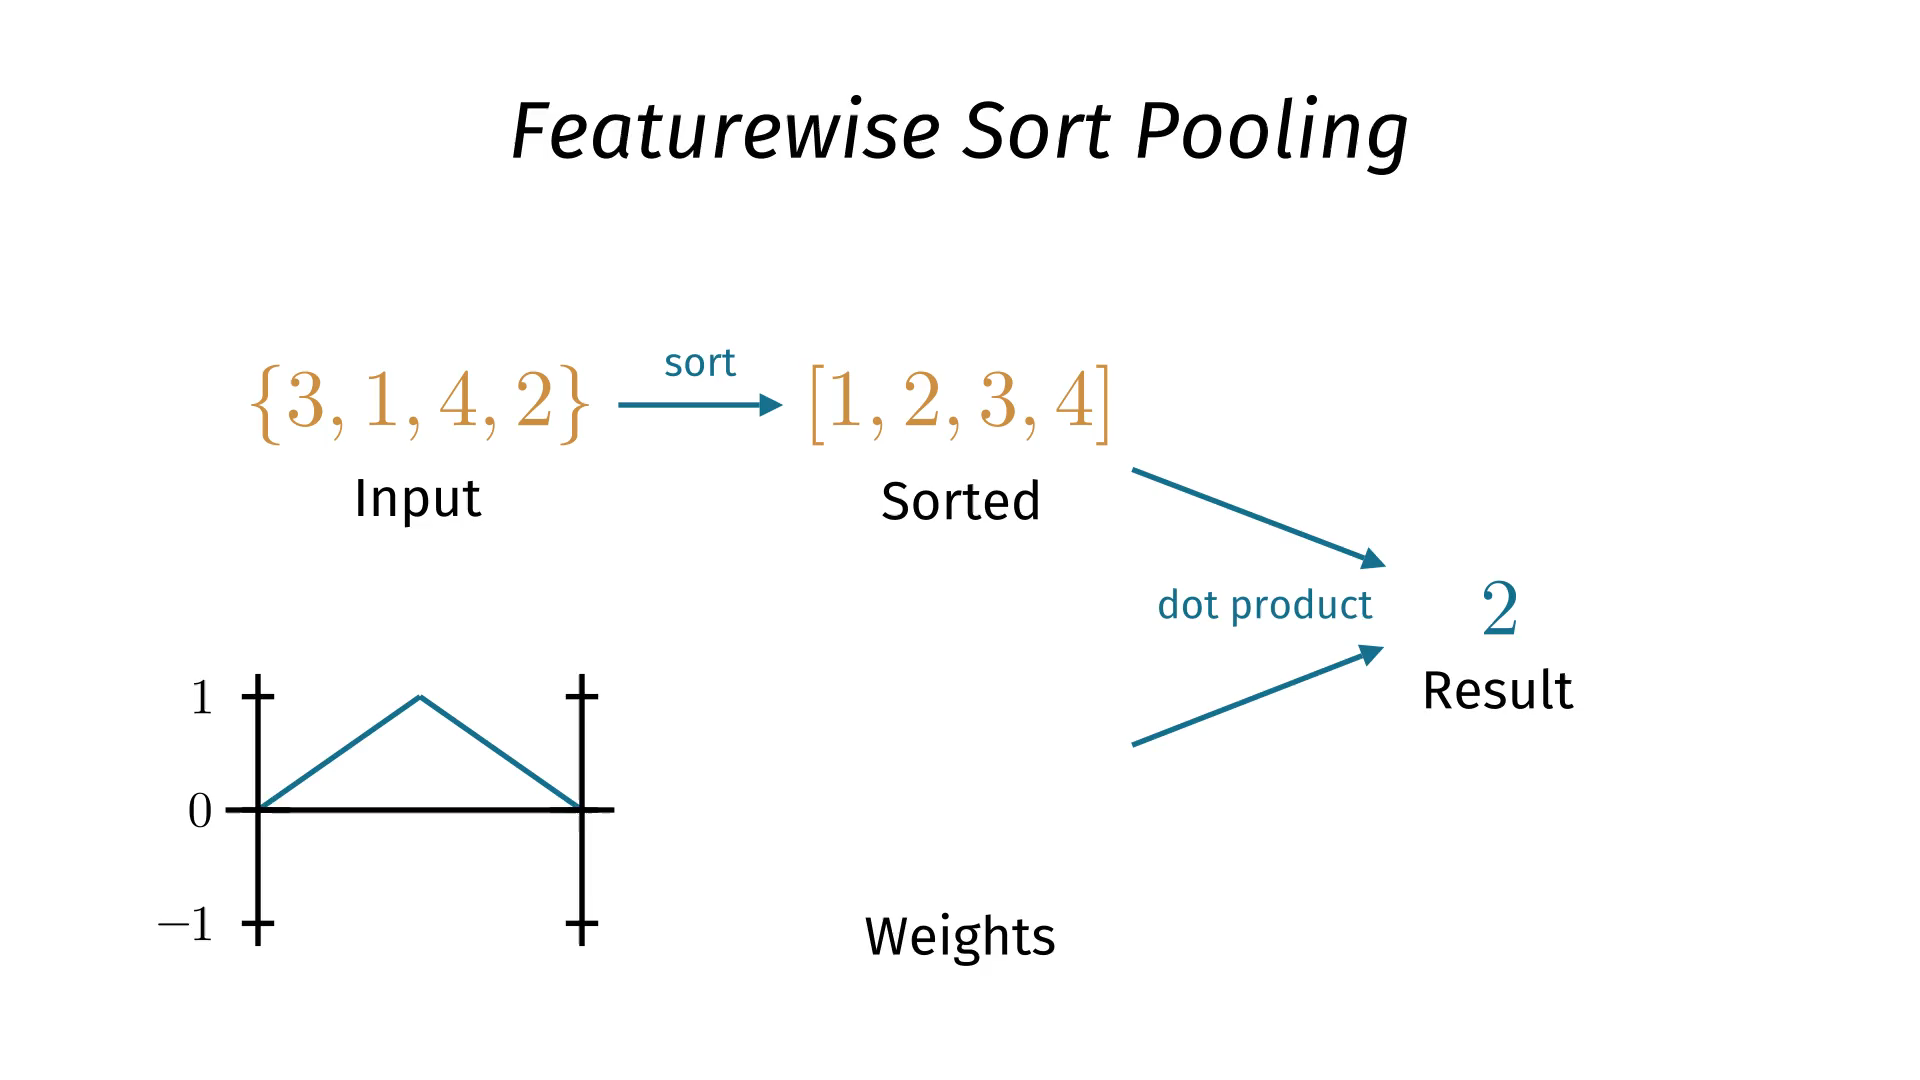 Featurewise Sort Pooling
{3, 1, 4, 2}
sort
[1, 2, 3, 4]
Input
Sorted
dot product
2
Result
1
0
−1
Weights